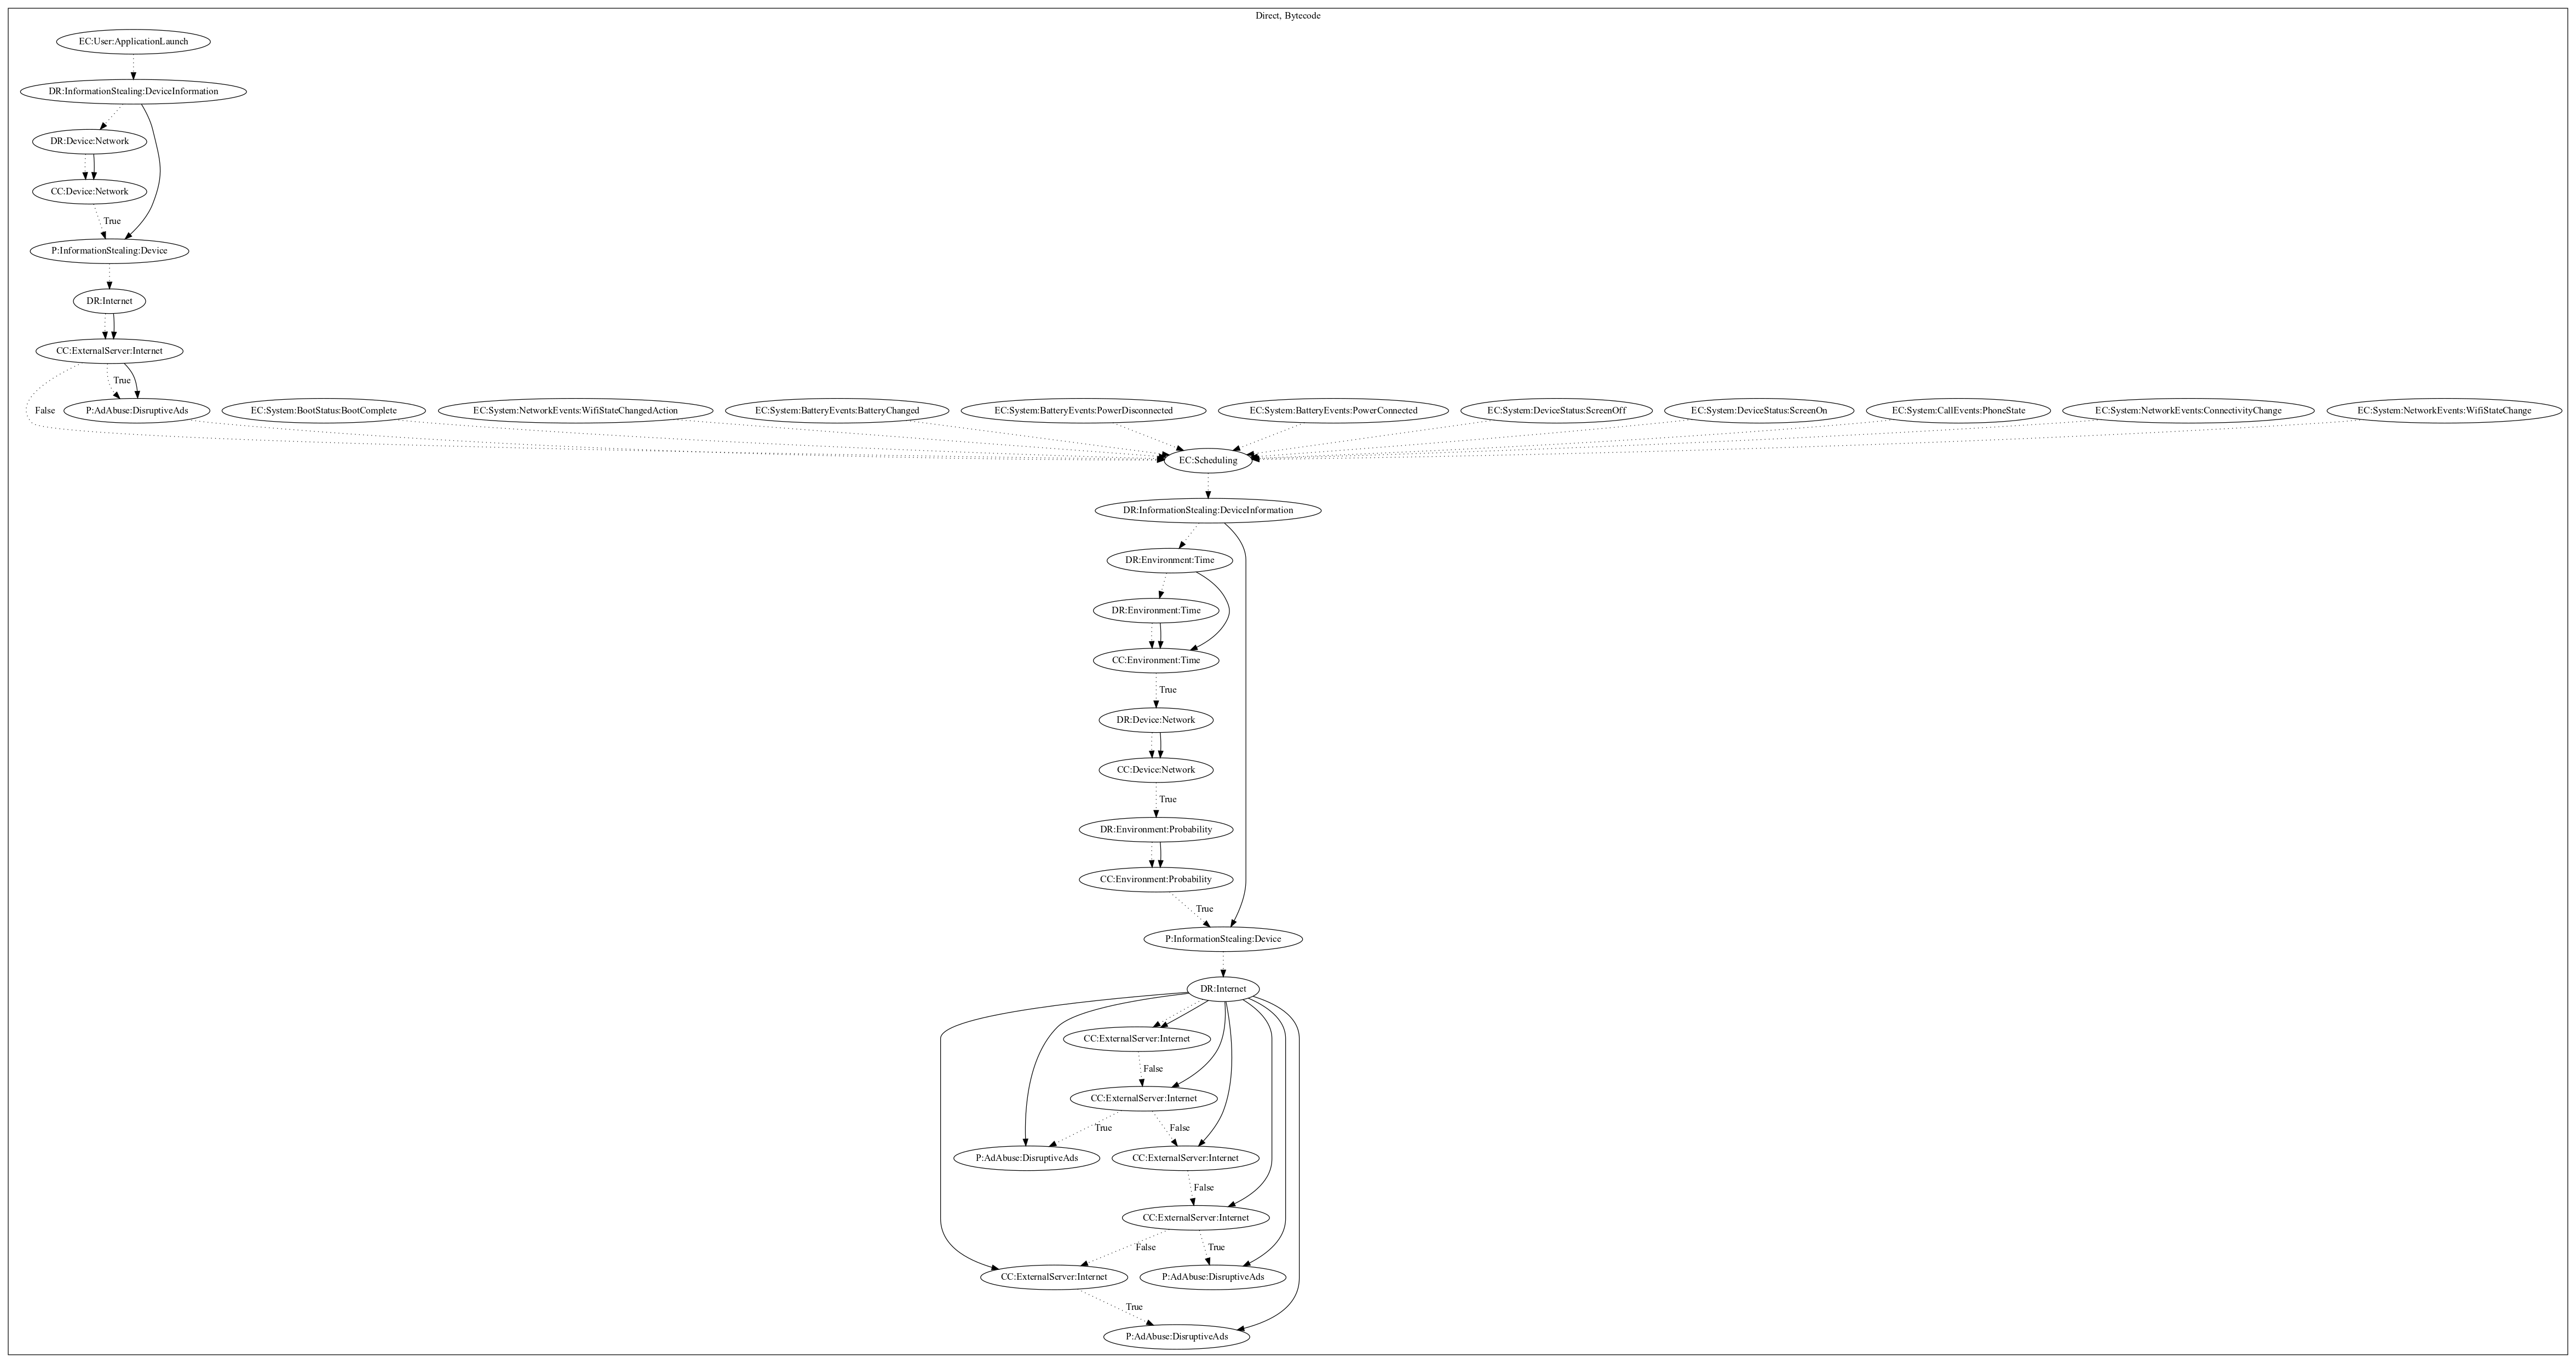 Direct, Bytecode
EC:User:ApplicationLaunch
DR:InformationStealing:DeviceInformation
DR:Device:Network
CC:Device:Network
True
P:InformationStealing:Device
DR:Internet
CC:ExternalServer:Internet
True
False
P:AdAbuse:DisruptiveAds
EC:System:BootStatus:BootComplete
EC:System:NetworkEvents:WifiStateChangedAction
EC:System:BatteryEvents:BatteryChanged
EC:System:BatteryEvents:PowerDisconnected
EC:System:BatteryEvents:PowerConnected
EC:System:DeviceStatus:ScreenOff
EC:System:DeviceStatus:ScreenOn
EC:System:CallEvents:PhoneState
EC:System:NetworkEvents:ConnectivityChange
EC:System:NetworkEvents:WifiStateChange
EC:Scheduling
DR:InformationStealing:DeviceInformation
DR:Environment:Time
DR:Environment:Time
CC:Environment:Time
True
DR:Device:Network
CC:Device:Network
True
DR:Environment:Probability
CC:Environment:Probability
True
P:InformationStealing:Device
DR:Internet
CC:ExternalServer:Internet
False
CC:ExternalServer:Internet
True
False
P:AdAbuse:DisruptiveAds
CC:ExternalServer:Internet
False
CC:ExternalServer:Internet
False
True
CC:ExternalServer:Internet
P:AdAbuse:DisruptiveAds
True
P:AdAbuse:DisruptiveAds